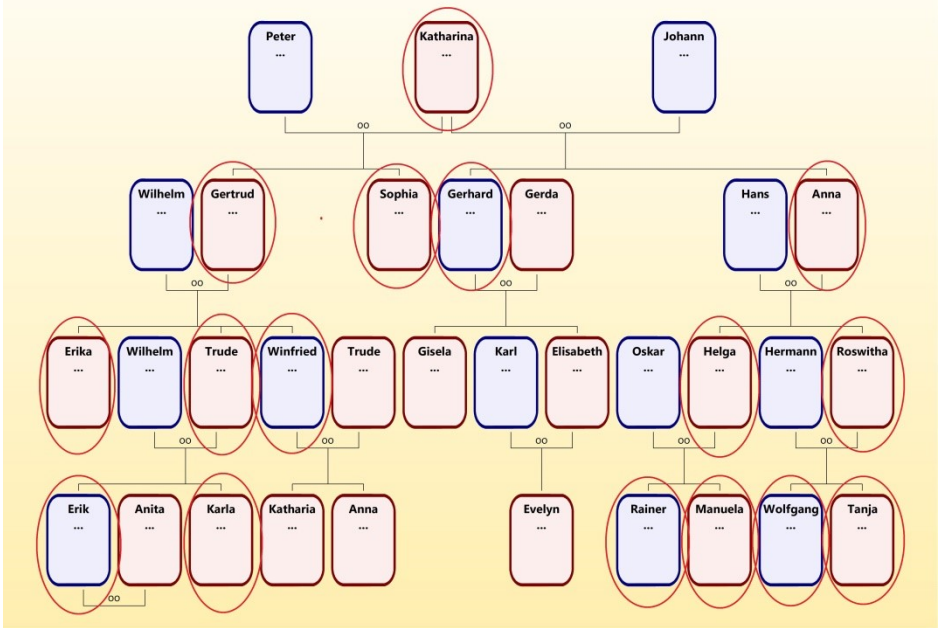 Peter Katharina Johann
... ... ...
oo oo
Wilhelm Gertrud Sophia Gerhard Gerda Hans Anna
... ... ... ... ... ... ...
oo oo oo
Erika Wilhelm Trude Winfried Trude Gisela Karl Elisabeth Oskar Helga Hermann Roswitha
... ... ... ... ... ... ... ... ... ... ... ...
oo oo oo oo oo
Erik Anita Karla Katharia Anna Evelyn Rainer Manuela Wolfgang Tanja
... ... ... ... ... ... ... ... ... ...
oo